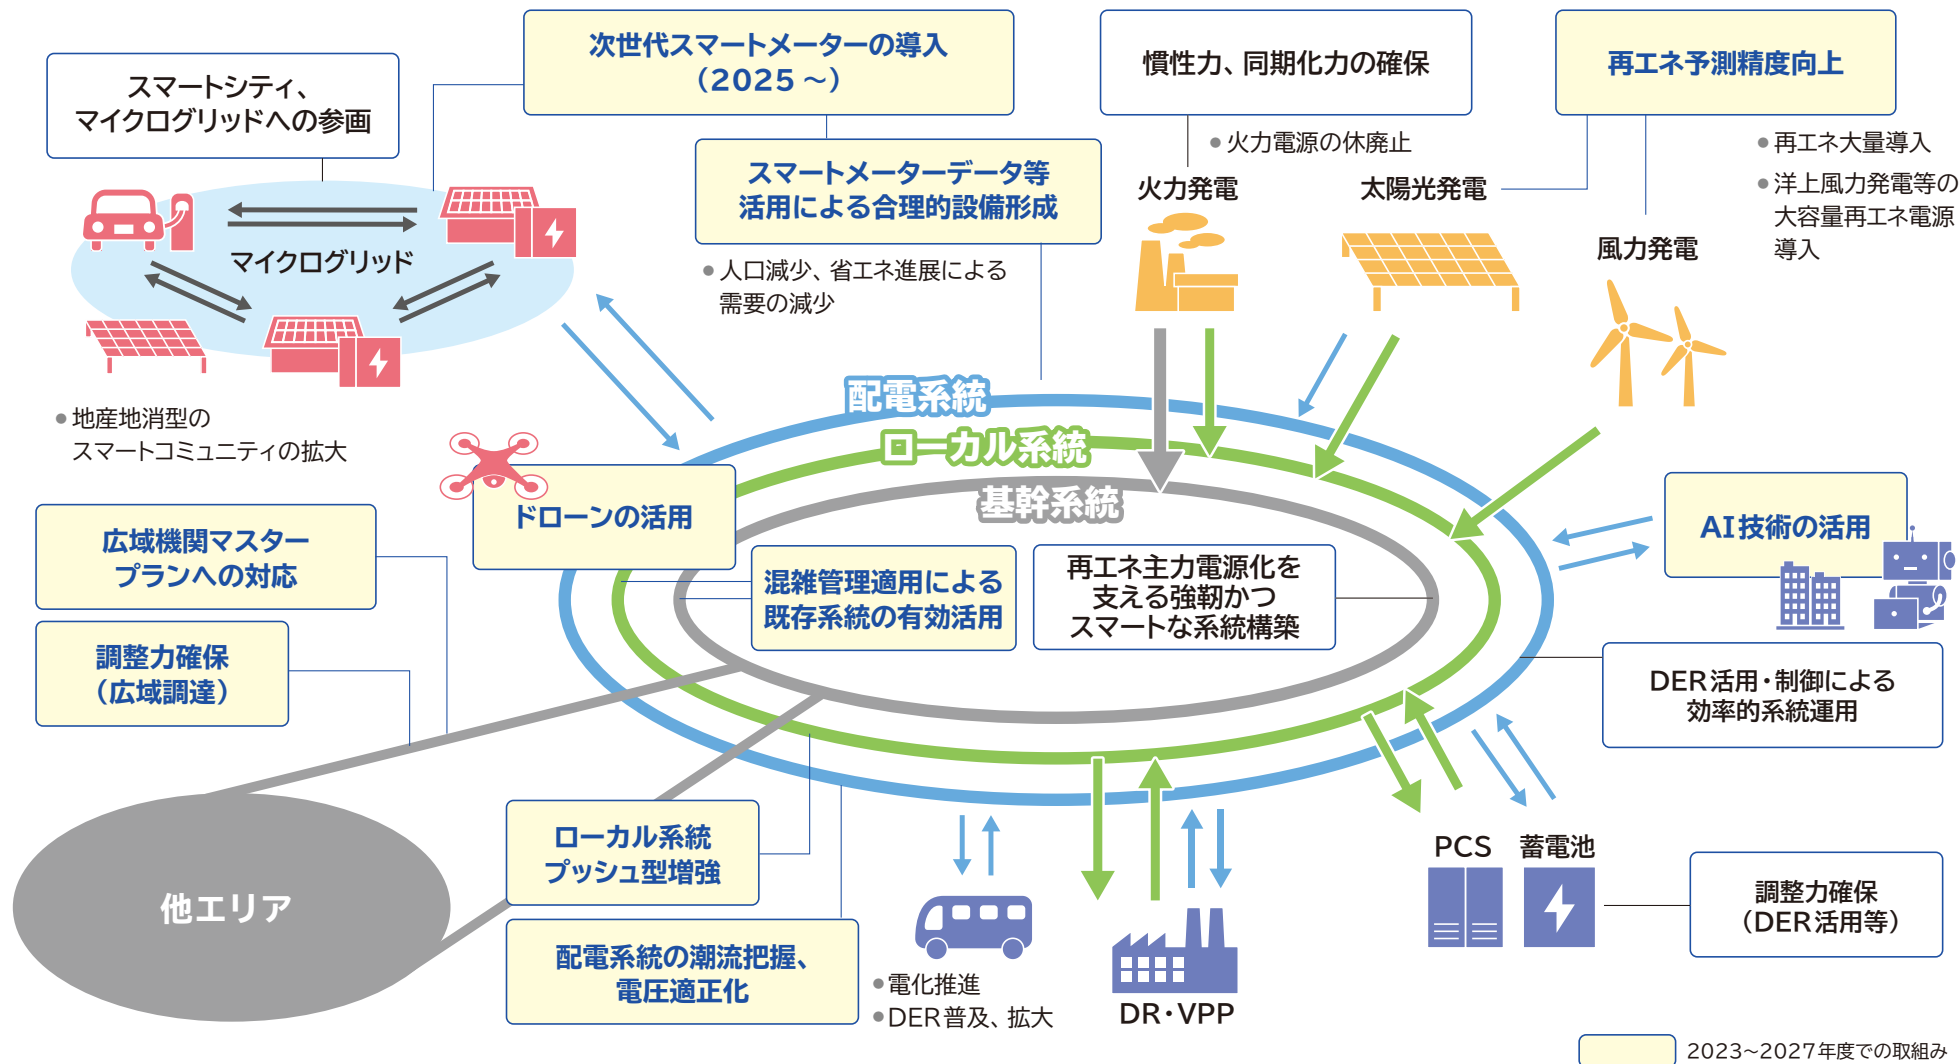 スマートシティ、
マイクログリッドへの参画
次世代スマートメーターの導入
（2025～）
慣性力、同期化力の確保
再エネ予測精度向上
スマートメーターデータ等
活用による合理的設備形成
●人口減少、省エネ進展による
需要の減少
●火力電源の休廃止
火力発電
太陽光発電
風力発電
●再エネ大量導入
●洋上風力発電等の
大容量再エネ電源
導入
マイクログリッド
●地産地消型の
スマートコミュニティの拡大
配電系統
ローカル系統
基幹系統
ドローンの活用
混雑管理適用による
既存系統の有効活用
再エネ主力電源化を
支える強靭かつ
スマートな系統構築
AI技術の活用
広域機関マスター
プランへの対応
調整力確保
（広域調達）
DER活用・制御による
効率的系統運用
他エリア
ローカル系統
プッシュ型増強
配電系統の潮流把握、
電圧適正化
●電化推進
●DER普及、拡大
DR・VPP
PCS
蓄電池
調整力確保
（DER活用等）
2023～2027年度での取組み